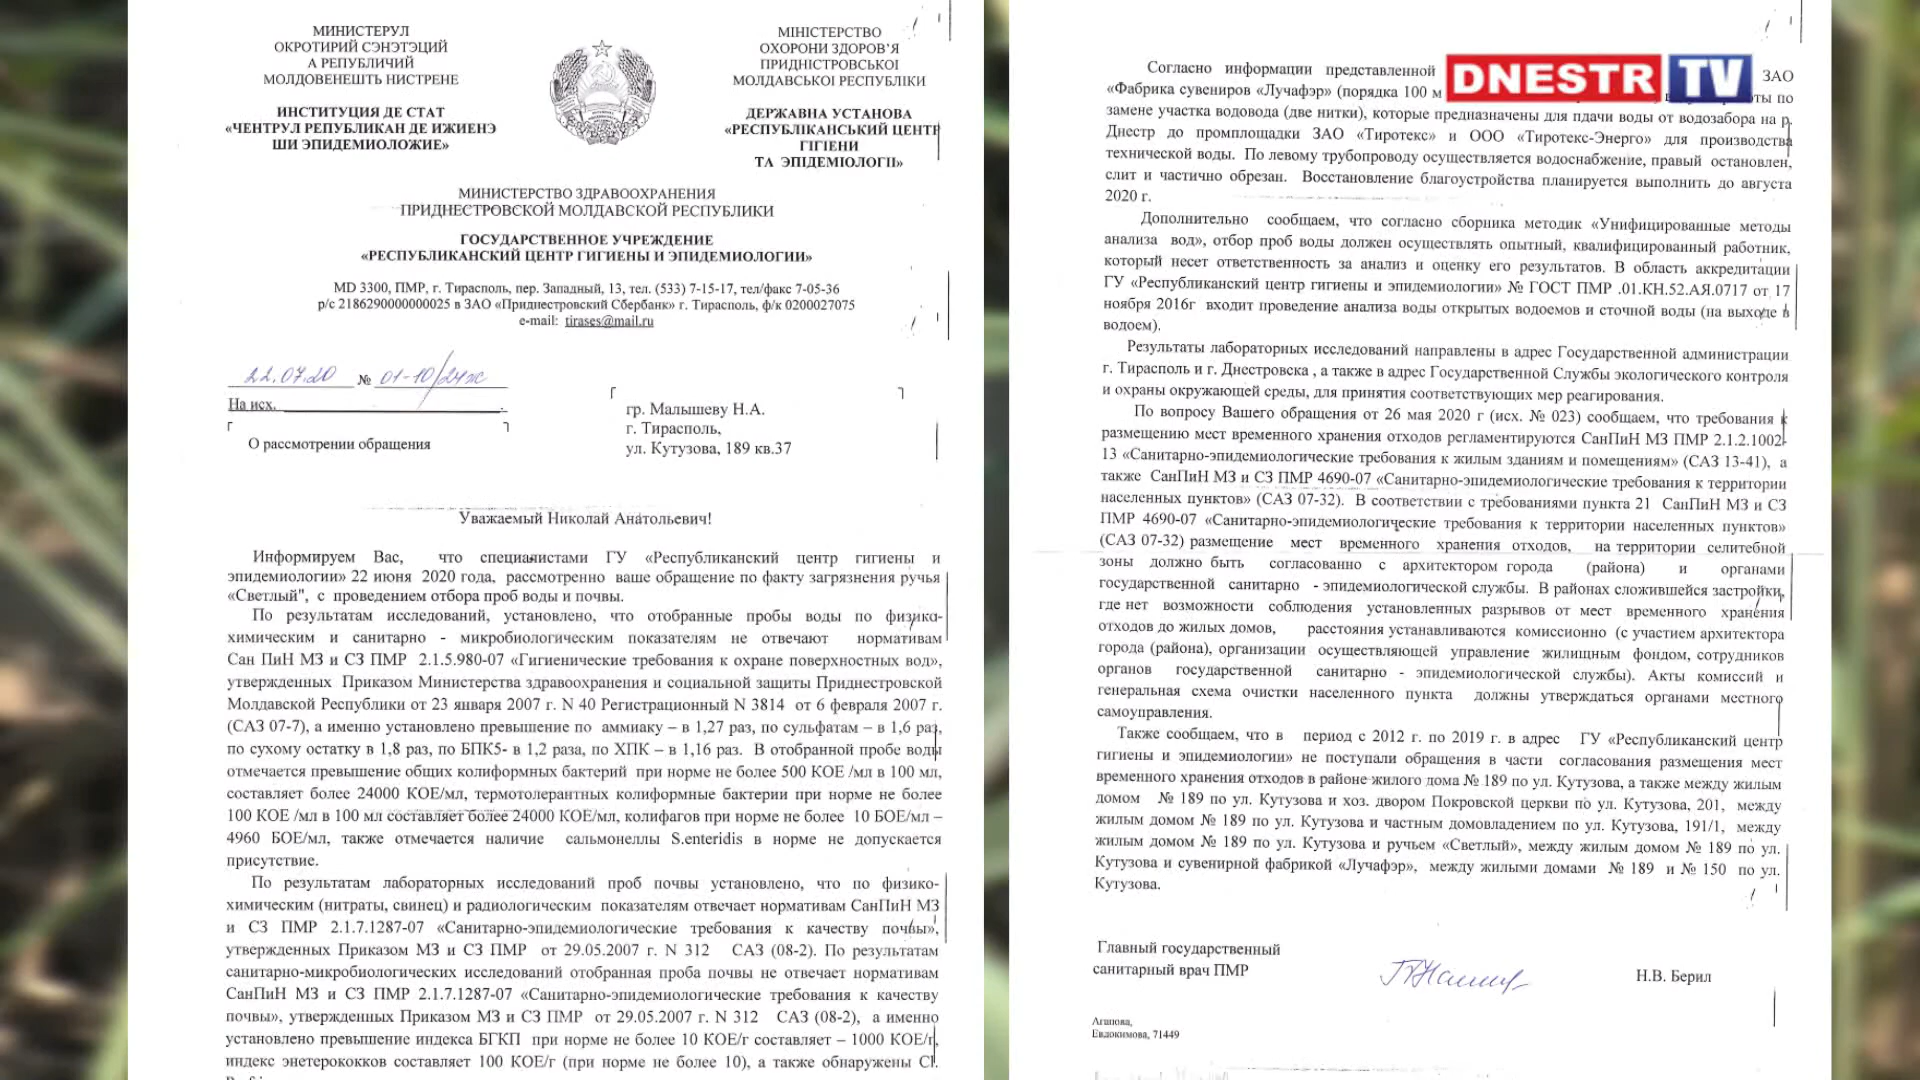 МИНИСТЕРУЛ
ОКРОТИРИЙ СЭНЭТЭЦИЙ
А РЕПУБЛИЧИЙ
МОЛДОВЕНЕШТЬ НИСТРЕНЕ
ИНСТИТУЦИЯ ДЕ СТАТ
«ЧЕНТРУЛ РЕПУБЛИКАН ДЕ ИЖИЕНЭ
ШИ ЭПИДЕМИОЛОЖИЕ»
МІНІСТЕРСТВО
ОХОРОНИ ЗДОРОВ’Я
ПРИДНІСТРОВСЬКОІ
МОЛДАВСЬКОІ РЕСПУБЛІКИ
ДЕРЖАВНА УСТАНОВА
«РЕСПУБЛІКАНСЬКИЙ ЦЕНТР
ГІГІЕНИ
ТА ЭПІДЕМІОЛОГІІ»
МИНИСТЕРСТВО ЗДРАВООХРАНЕНИЯ
ПРИДНЕСТРОВСКОЙ МОЛДАВСКОЙ РЕСПУБЛИКИ
ГОСУДАРСТВЕННОЕ УЧРЕЖДЕНИЕ
«РЕСПУБЛИКАНСКИЙ ЦЕНТР ГИГИЕНЫ И ЭПИДЕМИОЛОГИИ»
MD 3300, ПМР, г. Тирасполь, пер. Западный, 13, тел. (533) 7-15-17, тел/факс 7-05-36
р/с 2186290000000025 в ЗАО «Приднестровский Сбербанк» г. Тирасполь, ф/к 0200027075
e-mail: tirases@mail.ru
22.07.20 № 01-10/24ж
На исх.
О рассмотрении обращения
гр. Малышеву Н.А.
г. Тирасполь,
ул. Кутузова, 189 кв.37
Уважаемый Николай Анатольевич!
Информируем Вас, что специалистами ГУ «Республиканский центр гигиены и
эпидемиологии» 22 июня 2020 года, рассмотренно ваше обращение по факту загрязнения ручья
«Светлый", с проведением отбора проб воды и почвы.
По результатам исследований, установлено, что отобранные пробы воды по физико-
химическим и санитарно - микробиологическим показателям не отвечают нормативам
Сан ПиН МЗ и СЗ ПМР 2.1.5.980-07 «Гигиенические требования к охране поверхностных вод»,
утвержденных Приказом Министерства здравоохранения и социальной защиты Приднестровской
Молдавской Республики от 23 января 2007 г. N 40 Регистрационный N 3814 от 6 февраля 2007 г.
(САЗ 07-7), а именно установлено превышение по аммиаку – в 1,27 раз, по сульфатам – в 1,6 раз,
по сухому остатку в 1,8 раз, по БПК5- в 1,2 раза, по ХПК – в 1,16 раз. В отобранной пробе воды
отмечается превышение общих колиформных бактерий при норме не более 500 КОЕ /мл в 100 мл,
составляет более 24000 КОЕ/мл, термотолерантных колиформные бактерии при норме не более
100 КОЕ /мл в 100 мл составляет более 24000 КОЕ/мл, колифагов при норме не более 10 БОЕ/мл –
4960 БОЕ/мл, также отмечается наличие сальмонеллы S.enteridis в норме не допускается
присутствие.
По результатам лабораторных исследований проб почвы установлено, что по физико-
химическим (нитраты, свинец) и радиологическим показателям отвечает нормативам СанПиН МЗ
и СЗ ПМР 2.1.7.1287-07 «Санитарно-эпидемиологические требования к качеству почвы»,
утвержденных Приказом МЗ и СЗ ПМР от 29.05.2007 г. N 312 САЗ (08-2). По результатам
санитарно-микробиологических исследований отобранная проба почвы не отвечает нормативам
СанПиН МЗ и СЗ ПМР 2.1.7.1287-07 «Санитарно-эпидемиологические требования к качеству
почвы», утвержденных Приказом МЗ и СЗ ПМР от 29.05.2007 г. N 312 САЗ (08-2), а именно
установлено превышение индекса БГКП при норме не более 10 КОЕ/г составляет – 1000 КОЕ/г,
индекс энетерококков составляет 100 КОЕ/г (при норме не более 10), а также обнаружены Cl.
DNESTR TV
Согласно информации представленной ЗАО
«Фабрика сувениров «Лучафэр» (порядка 100 м по
замене участка водовода (две нитки), которые предназначены для пдачи воды от водозабора на р.
Днестр до промплощадки ЗАО «Тиротекс» и ООО «Тиротекс-Энерго» для производства
технической воды. По левому трубопроводу осуществляется водоснабжение, правый остановлен,
слит и частично обрезан. Восстановление благоустройства планируется выполнить до августа
2020 г.
Дополнительно сообщаем, что согласно сборника методик «Унифицированные методы
анализа вод», отбор проб воды должен осуществлять опытный, квалифицированный работник,
который несет ответственность за анализ и оценку его результатов. В область аккредитации
ГУ «Республиканский центр гигиены и эпидемиологии» № ГОСТ ПМР .01.КН.52.АЯ.0717 от 17
ноября 2016г входит проведение анализа воды открытых водоемов и сточной воды (на выходе в
водоем).
Результаты лабораторных исследований направлены в адрес Государственной администрации
г. Тирасполь и г. Днестровска , а также в адрес Государственной Службы экологического контроля
и охраны окружающей среды, для принятия соответствующих мер реагирования.
По вопросу Вашего обращения от 26 мая 2020 г (исх. № 023) сообщаем, что требования к
размещению мест временного хранения отходов регламентируются СанПиН МЗ ПМР 2.1.2.1002-
13 «Санитарно-эпидемиологические требования к жилым зданиям и помещениям» (САЗ 13-41), а
также СанПиН МЗ и СЗ ПМР 4690-07 «Санитарно-эпидемиологические требования к территории
населенных пунктов» (САЗ 07-32). В соответствии с требованиями пункта 21 СанПиН МЗ и СЗ
ПМР 4690-07 «Санитарно-эпидемиологические требования к территории населенных пунктов»
(САЗ 07-32) размещение мест временного хранения отходов, на территории селитебной
зоны должно быть согласованно с архитектором города (района) и органами
государственной санитарно - эпидемиологической службы. В районах сложившейся застройки,
где нет возможности соблюдения установленных разрывов от мест временного хранения
отходов до жилых домов, расстояния устанавливаются комиссионно (с участием архитектора
города (района), организации осуществляющей управление жилищным фондом, сотрудников
органов государственной санитарно - эпидемиологической службы). Акты комиссий и
генеральная схема очистки населенного пункта должны утверждаться органами местного
самоуправления.
Также сообщаем, что в период с 2012 г. по 2019 г. в адрес ГУ «Республиканский центр
гигиены и эпидемиологии» не поступали обращения в части согласования размещения мест
временного хранения отходов в районе жилого дома № 189 по ул. Кутузова, а также между жилым
домом № 189 по ул. Кутузова и хоз. двором Покровской церкви по ул. Кутузова, 201, между
жилым домом № 189 по ул. Кутузова и частным домовладением по ул. Кутузова, 191/1, между
жилым домом № 189 по ул. Кутузова и ручьем «Светлый», между жилым домом № 189 по ул.
Кутузова и сувенирной фабрикой «Лучафэр», между жилыми домами № 189 и № 150 по ул.
Кутузова.
Главный государственный
санитарный врач ПМР
Н.В. Берил
Агапова,
Евдокимова, 71449